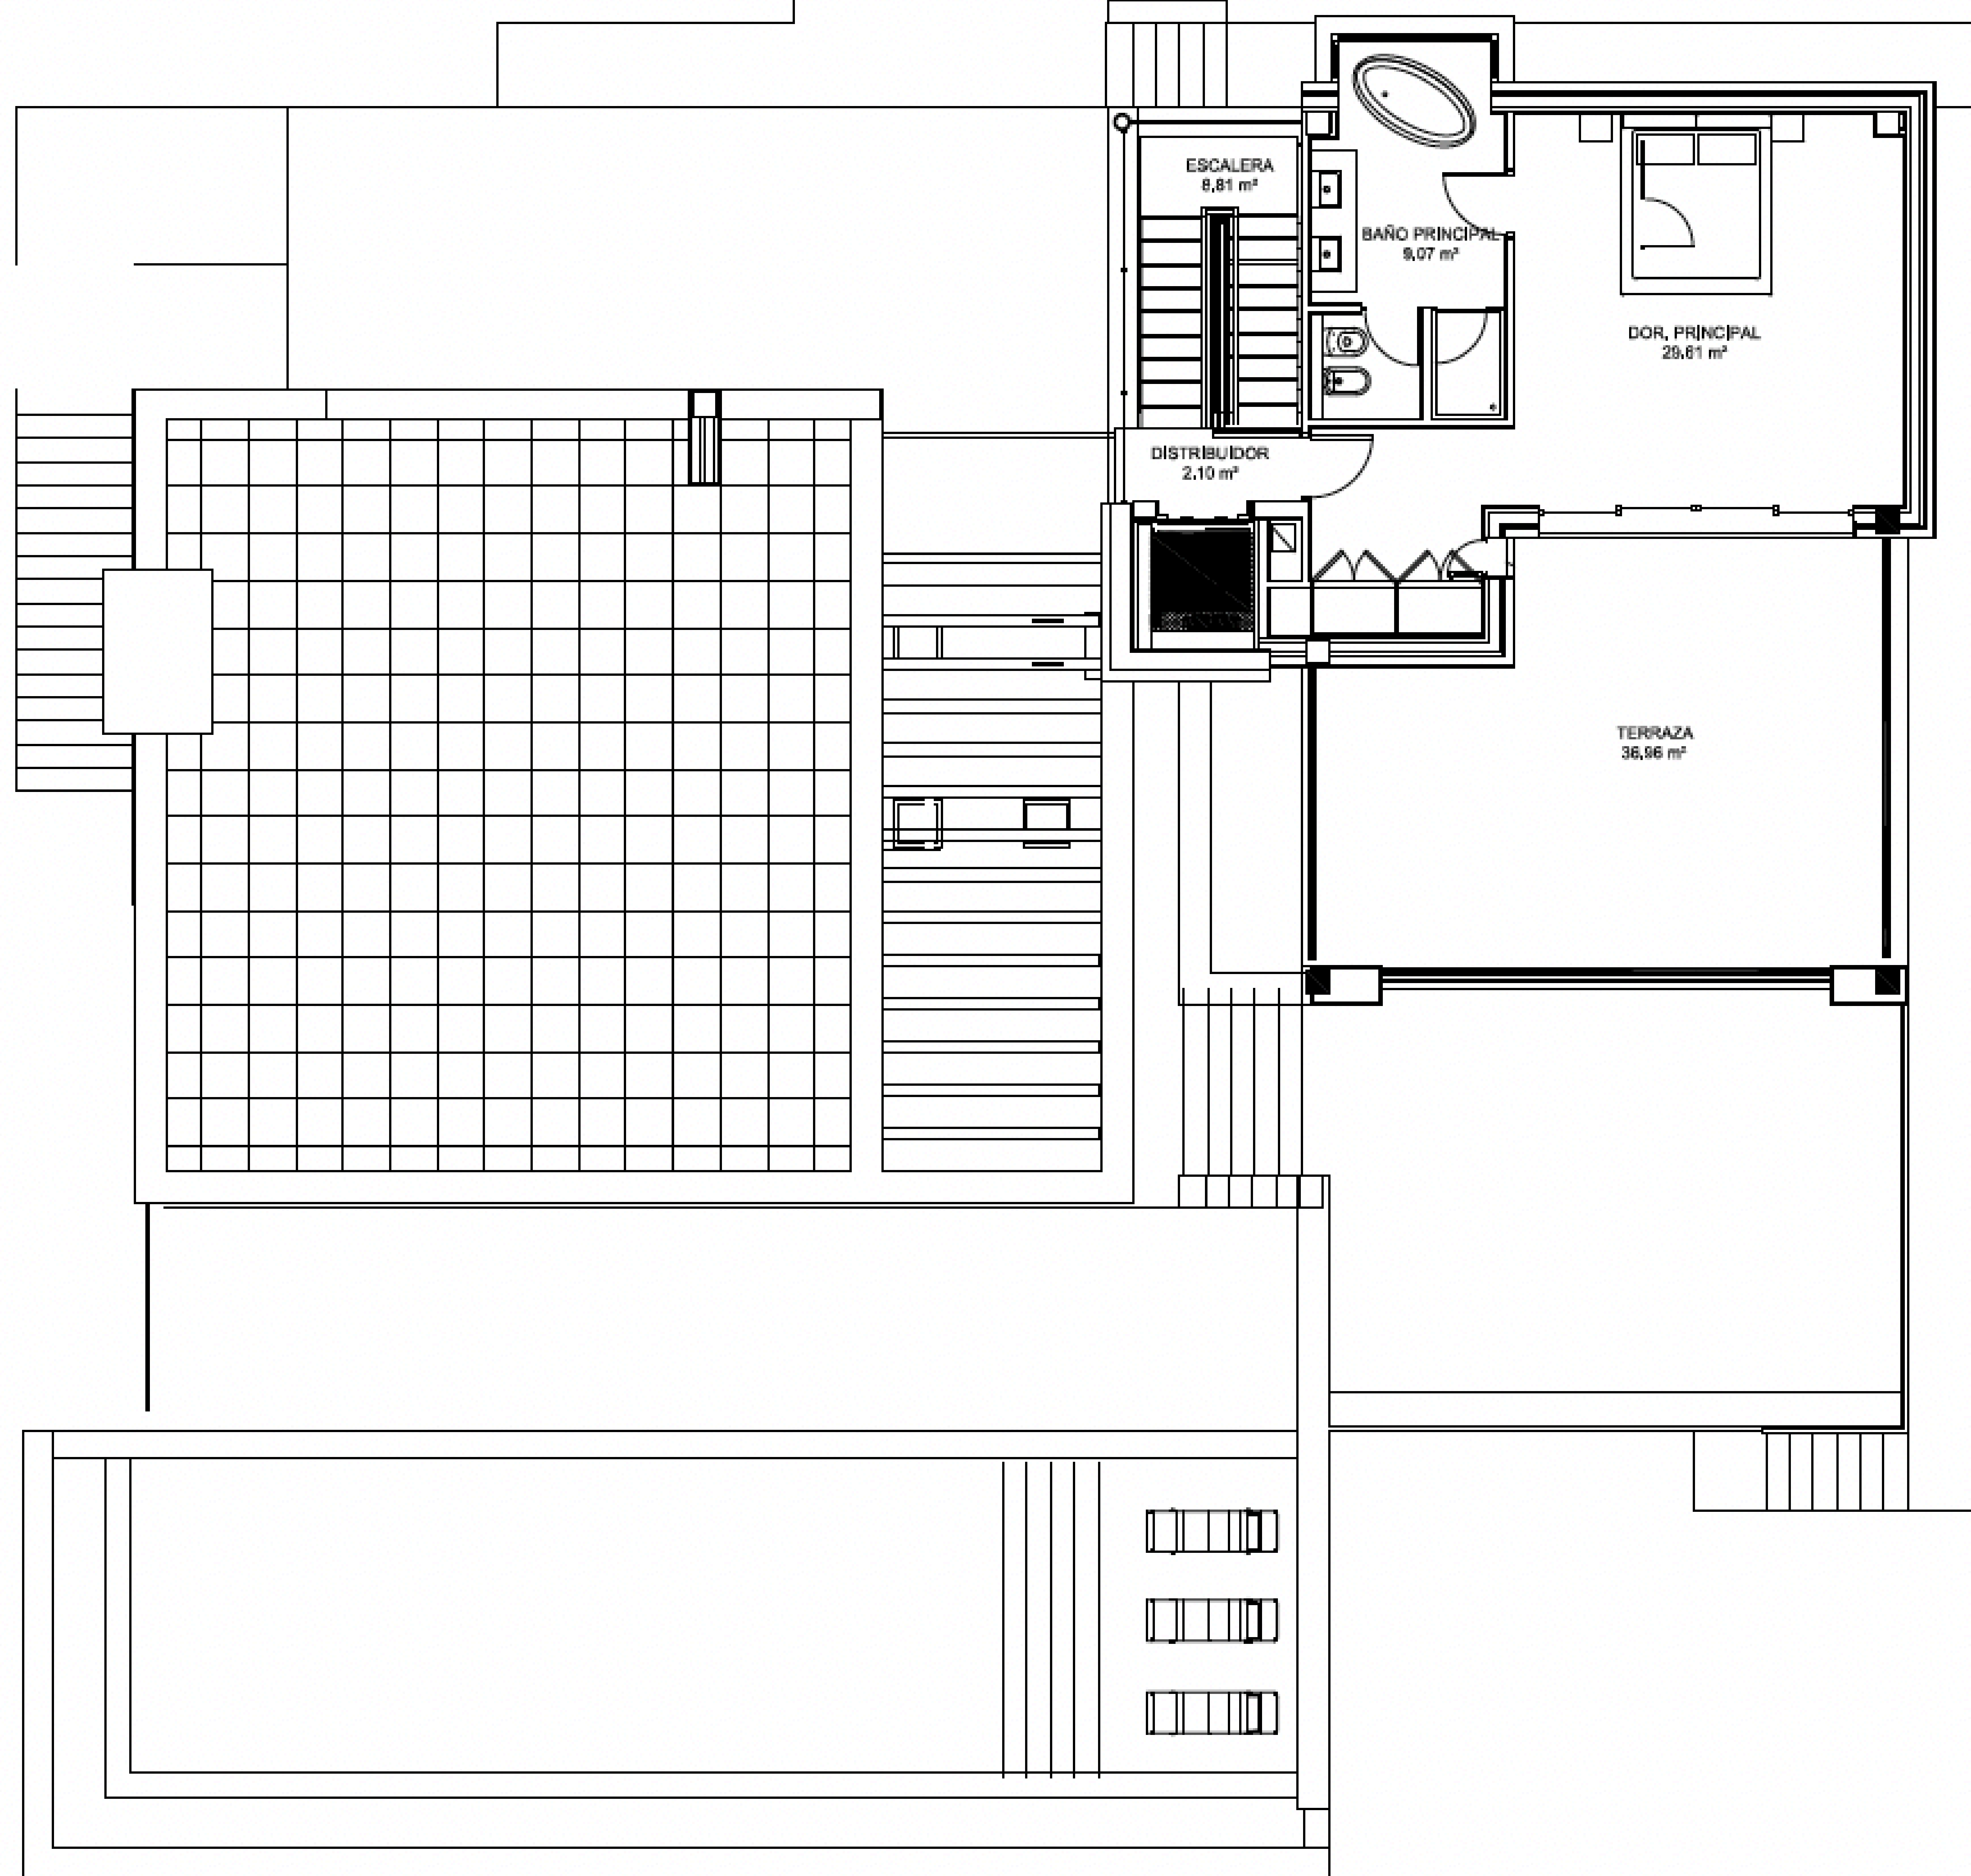 ESCALERA
8,81 m²
BAÑO PRINCIPAL
9,07 m²
DOR. PRINCIPAL
29,61 m²
DISTRIBUIDOR
2,10 m²
TERRAZA
36,96 m²